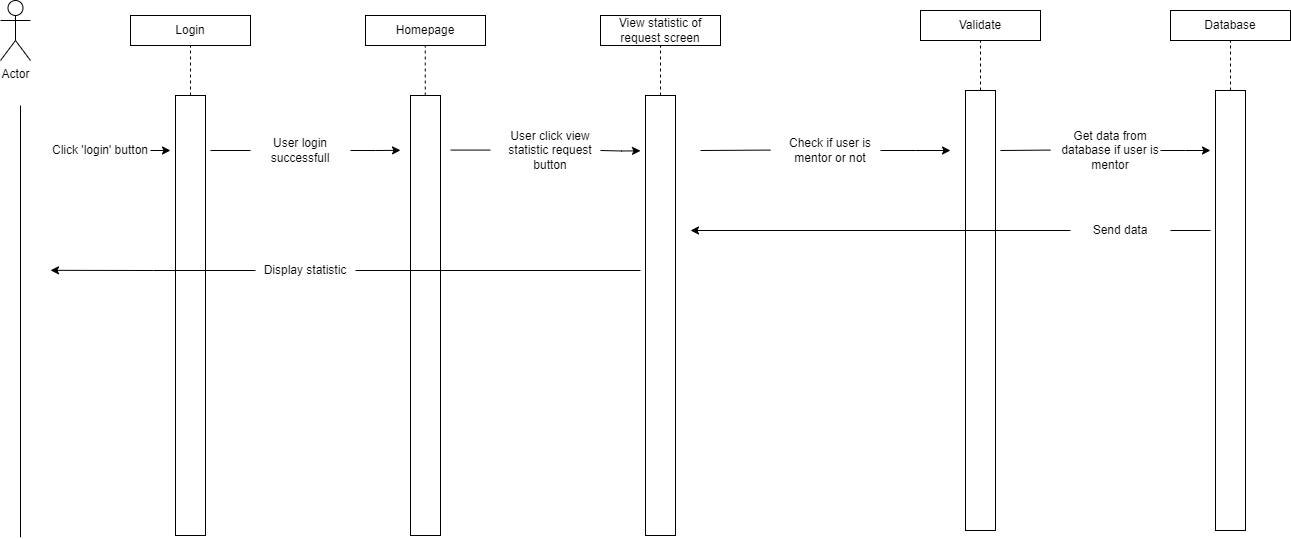 Login
Homepage
View statistic of
request screen
Validate
Database
Actor
Click 'login' button
User login
successfull
User click view
statistic request
button
Check if user is
mentor or not
Get data from
database if user is
mentor
Send data
Display statistic